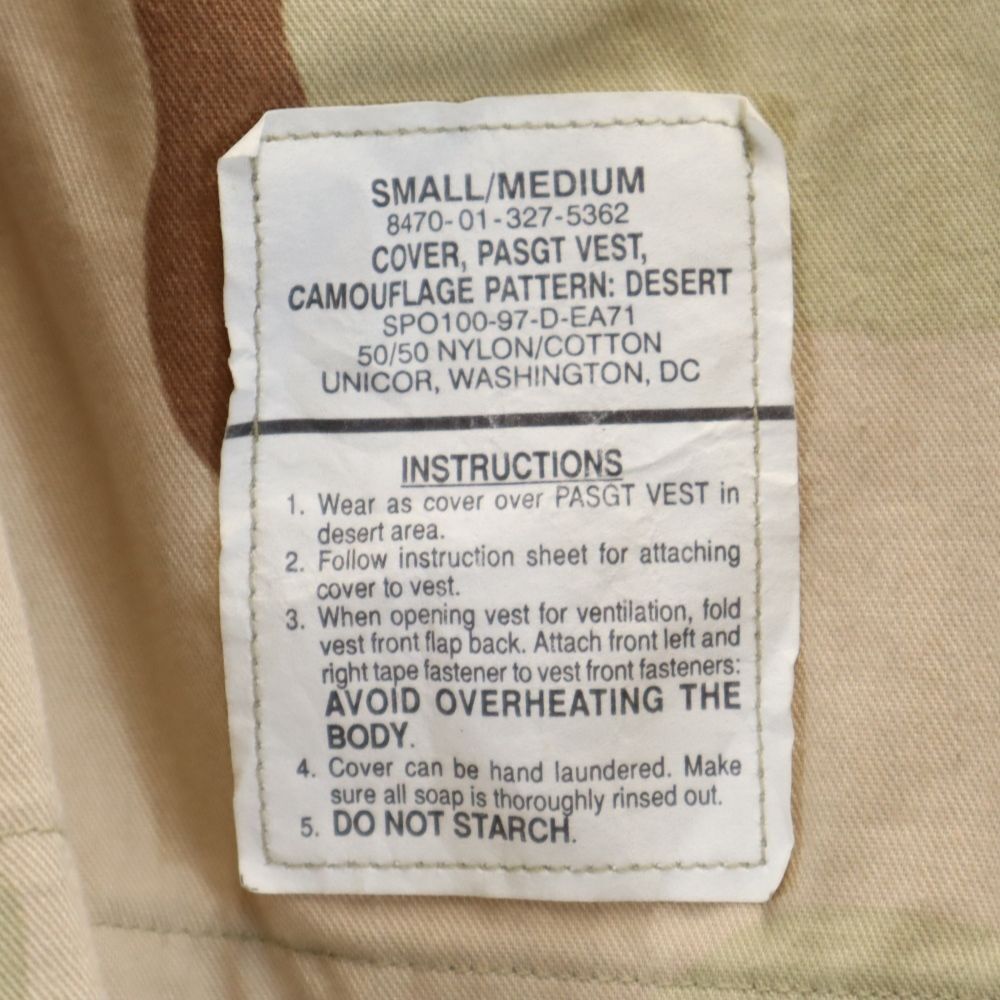 SMALL/MEDIUM
8470-01-327-5362
COVER, PASGT VEST,
CAMOUFLAGE PATTERN: DESERT
SPO100-97-D-EA71
50/50 NYLON/COTTON
UNICOR, WASHINGTON, DC
INSTRUCTIONS
1. Wear as cover over PASGT VEST in
desert area.
2. Follow instruction sheet for attaching
cover to vest.
3. When opening vest for ventilation, fold
vest front flap back. Attach front left and
right tape fastener to vest front fasteners:
AVOID OVERHEATING THE
BODY.
4. Cover can be hand laundered. Make
sure all soap is thoroughly rinsed out.
5. DO NOT STARCH.